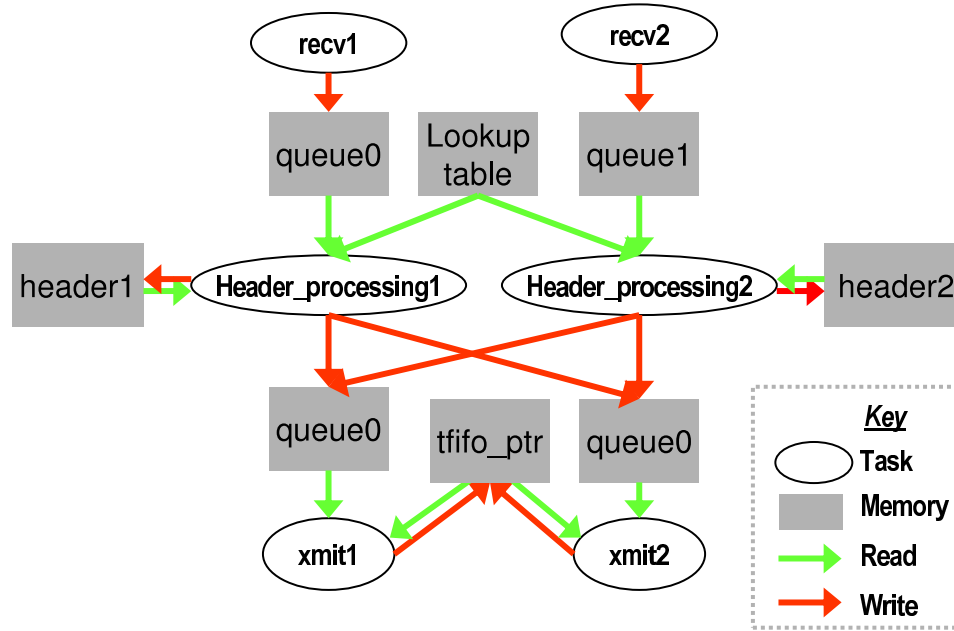 recv1
recv2
queue0
Lookup
table
queue1
header1
Header_processing1
Header_processing2
header2
queue0
tfifo_ptr
queue0
xmit1
xmit2
Key
Task
Memory
Read
Write